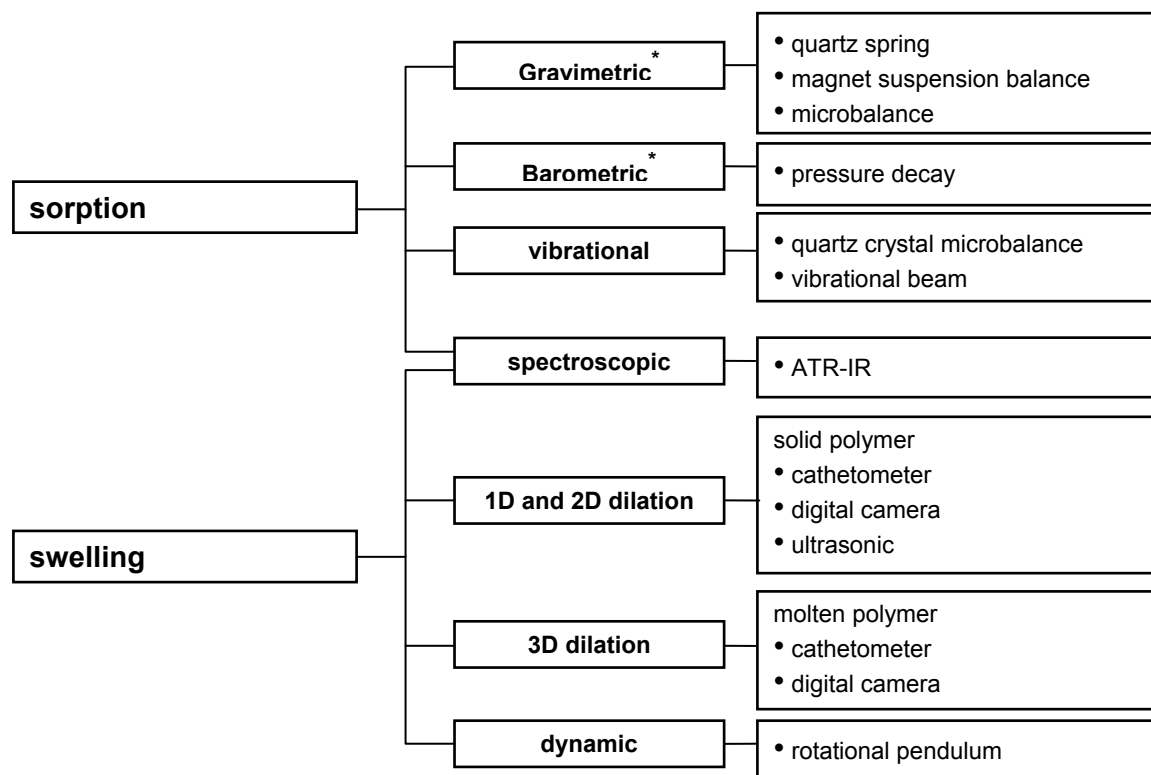 sorption
Gravimetric*
• quartz spring
• magnet suspension balance
• microbalance
Barometric*
• pressure decay
vibrational
• quartz crystal microbalance
• vibrational beam
spectroscopic
• ATR-IR
swelling
1D and 2D dilation
solid polymer
• cathetometer
• digital camera
• ultrasonic
3D dilation
molten polymer
• cathetometer
• digital camera
dynamic
• rotational pendulum